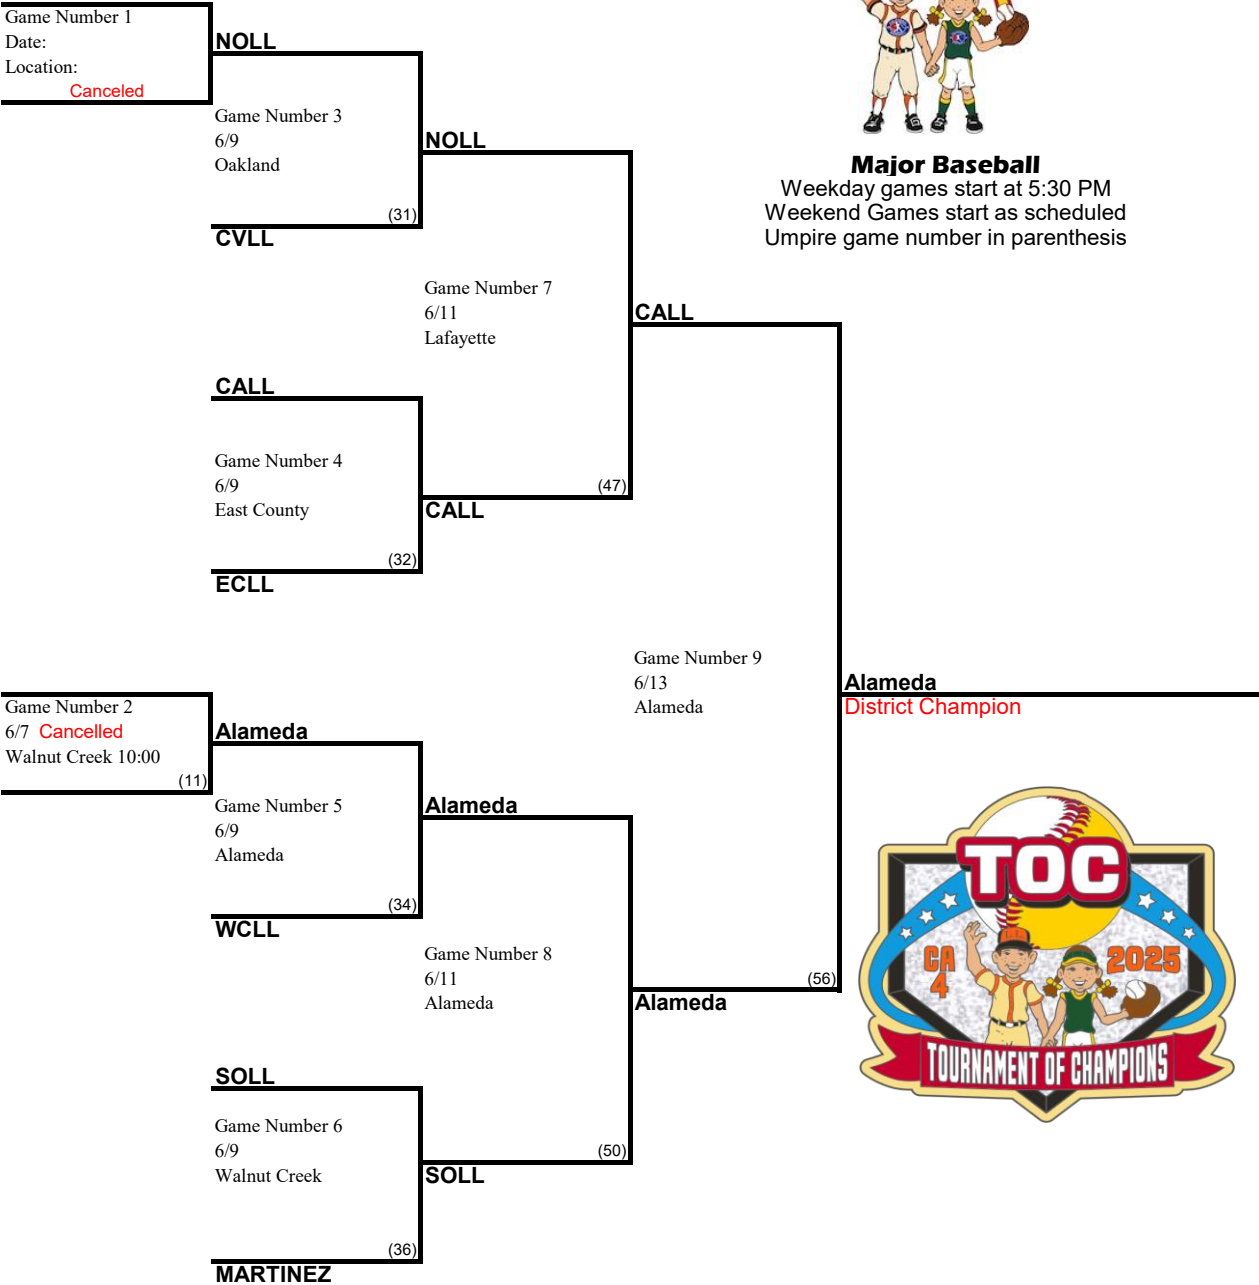 Game Number 1
Date:
Location:
Canceled
NOLL
Game Number 3
6/9
Oakland
(31)
CVLL
NOLL
Game Number 7
6/11
Lafayette
CALL
Game Number 4
6/9
East County
(32)
ECLL
(47)
CALL
CALL
Major Baseball
Weekday games start at 5:30 PM
Weekend Games start as scheduled
Umpire game number in parenthesis
Game Number 9
6/13
Alameda
Alameda
District Champion
Game Number 2
6/7 Cancelled
Walnut Creek 10:00
(11)
Alameda
Game Number 5
6/9
Alameda
(34)
WCLL
Alameda
Game Number 8
6/11
Alameda
(56)
Alameda
SOLL
Game Number 6
6/9
Walnut Creek
(36)
MARTINEZ
(50)
SOLL
TOC
CA 2025
4
TOURNAMENT OF CHAMPIONS